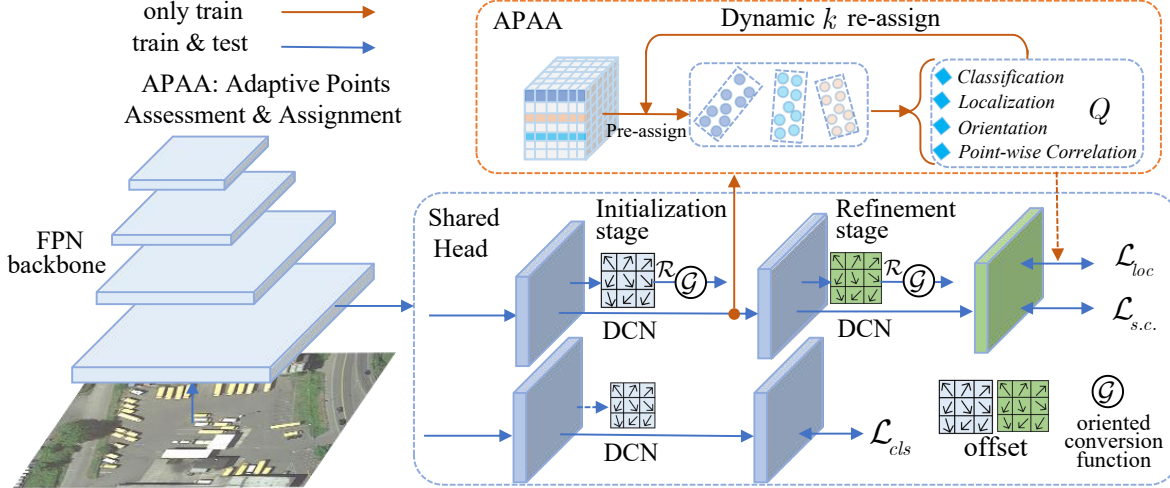 only train
train & test
APAA: Adaptive Points
Assessment & Assignment
FPN
backbone
APAA
Dynamic k re-assign
Pre-assign
Classification
Localization
Orientation
Point-wise Correlation
Q
Shared
Head
Initialization
stage
R
G
DCN
Refinement
stage
R
G
DCN
ℒloc
ℒs.c.
DCN
ℒcls
offset
G
oriented
conversion
function